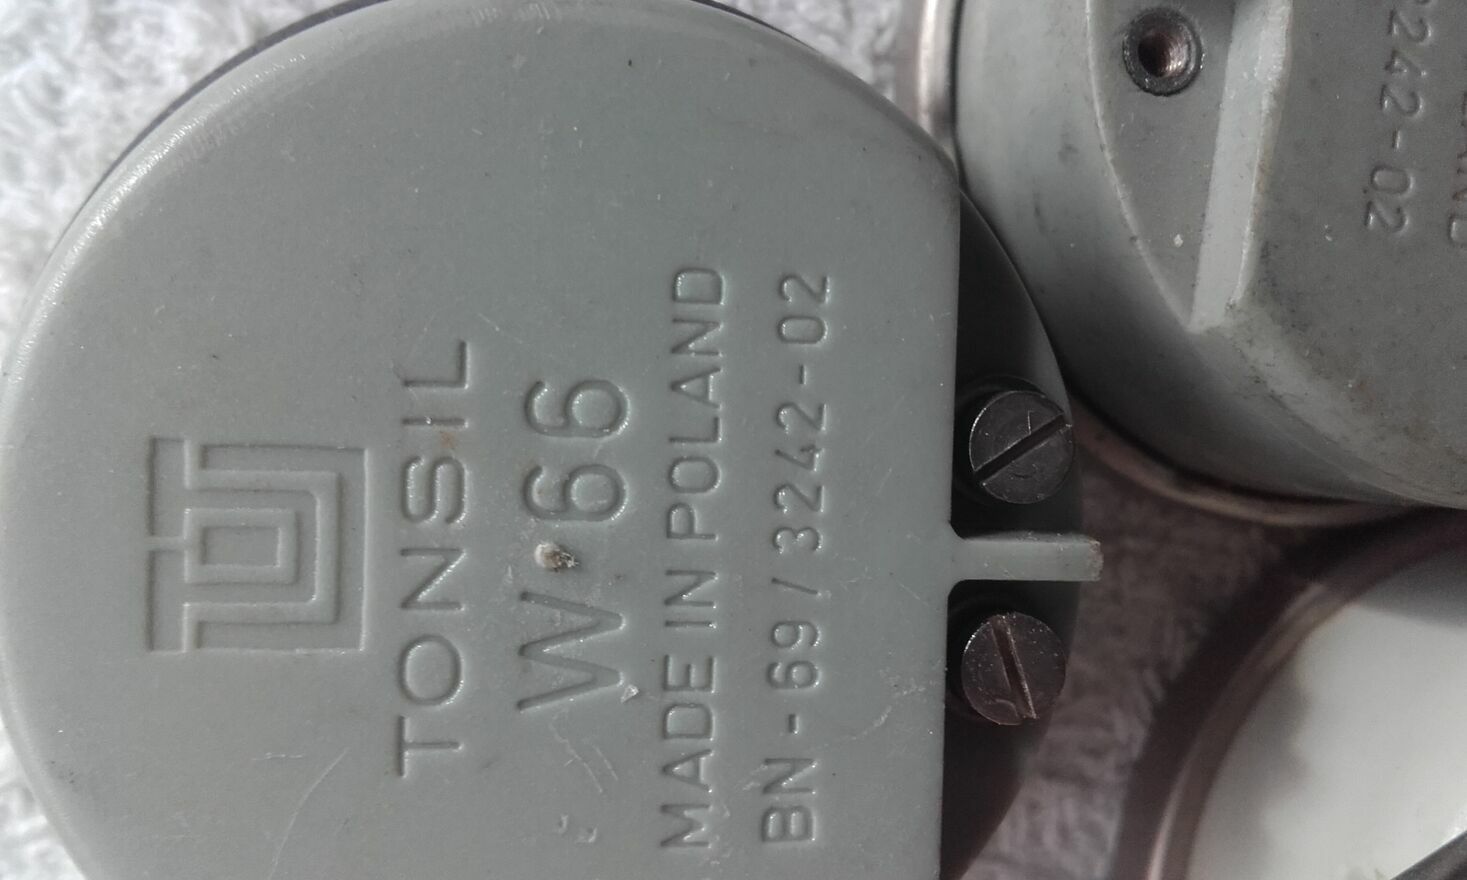 TONSIL
W 66
MADE IN POLAND
BN - 69 / 3242 - 02
242-02